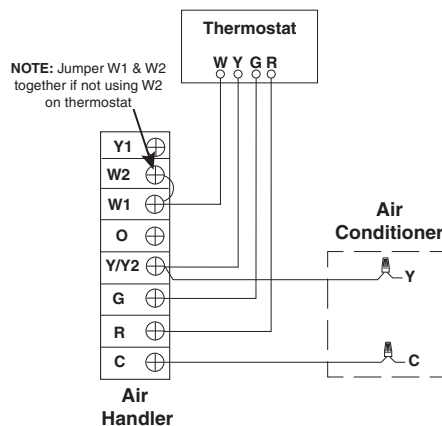 Thermostat
W Y G R
NOTE: Jumper W1 & W2
together if not using W2
on thermostat
Y1
W2
W1
O
Y/Y2
G
R
C
Air
Handler
Air
Conditioner
Y
C